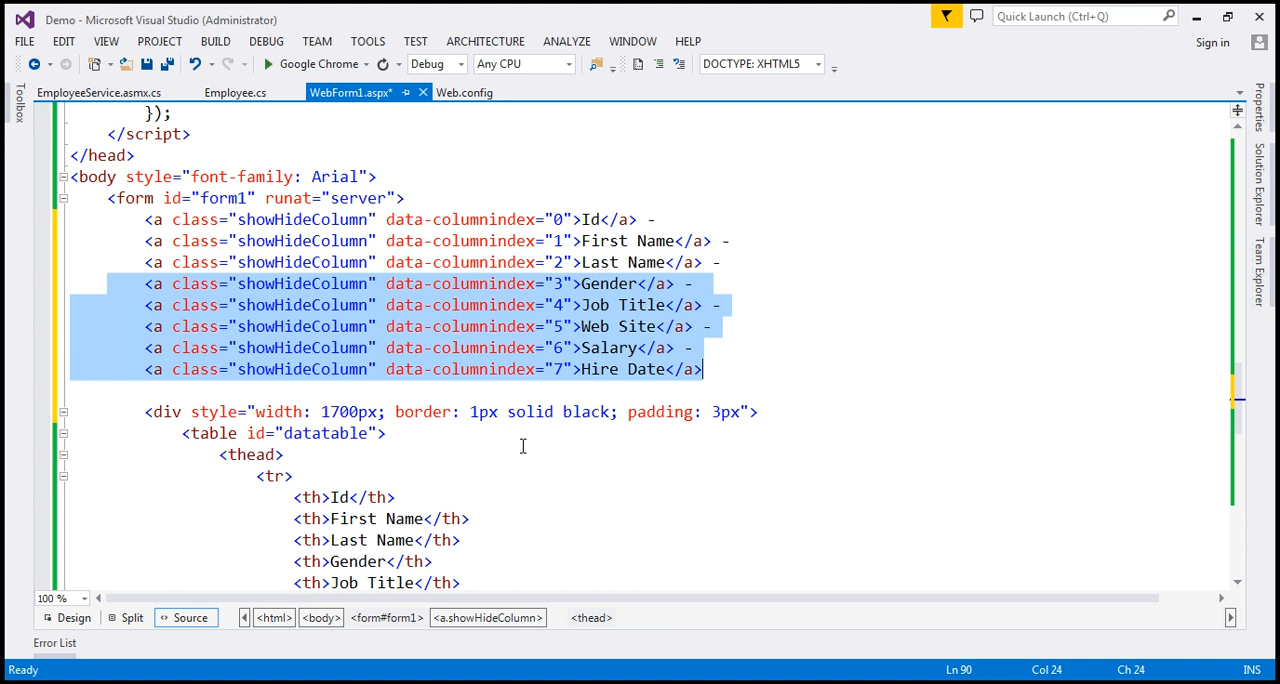 Demo - Microsoft Visual Studio (Administrator)
Quick Launch (Ctrl+Q)
FILE EDIT VIEW PROJECT BUILD DEBUG TEAM TOOLS TEST ARCHITECTURE ANALYZE WINDOW HELP
Sign in
Google Chrome Debug Any CPU DOCTYPE: XHTML5
Toolbox
EmployeeService.asmx.cs Employee.cs WebForm1.aspx* Web.config
Properties
Solution Explorer
Team Explorer
});
</script>
</head>
<body style="font-family: Arial">
<form id="form1" runat="server">
<a class="showHideColumn" data-columnindex="0">Id</a> -
<a class="showHideColumn" data-columnindex="1">First Name</a> -
<a class="showHideColumn" data-columnindex="2">Last Name</a> -
<a class="showHideColumn" data-columnindex="3">Gender</a> -
<a class="showHideColumn" data-columnindex="4">Job Title</a> -
<a class="showHideColumn" data-columnindex="5">Web Site</a> -
<a class="showHideColumn" data-columnindex="6">Salary</a> -
<a class="showHideColumn" data-columnindex="7">Hire Date</a>
<div style="width: 1700px; border: 1px solid black; padding: 3px">
<table id="datatable">
<thead>
<tr>
<th>Id</th>
<th>First Name</th>
<th>Last Name</th>
<th>Gender</th>
<th>Job Title</th>
100 %
Design Split Source <html> <body> <form#form1> <a.showHideColumn> <thead>
Error List
Ready Ln 90 Col 24 Ch 24 INS